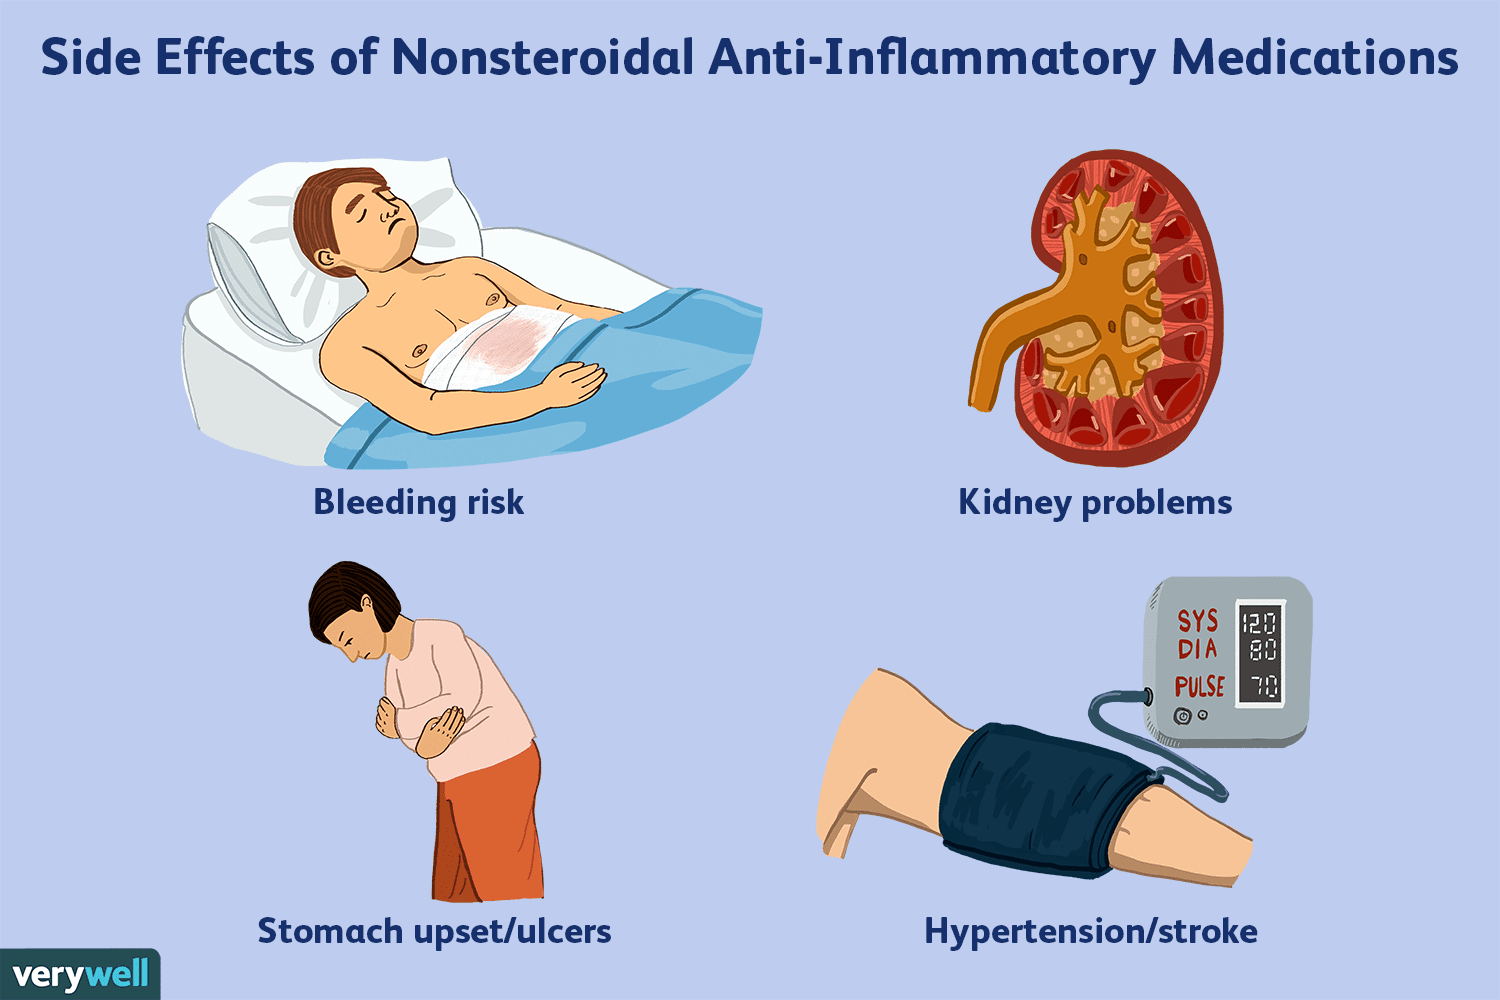 Side Effects of Nonsteroidal Anti-Inflammatory Medications
Bleeding risk
Kidney problems
SYS 120
DIA 80
PULSE 70
Stomach upset/ulcers
Hypertension/stroke
verywell